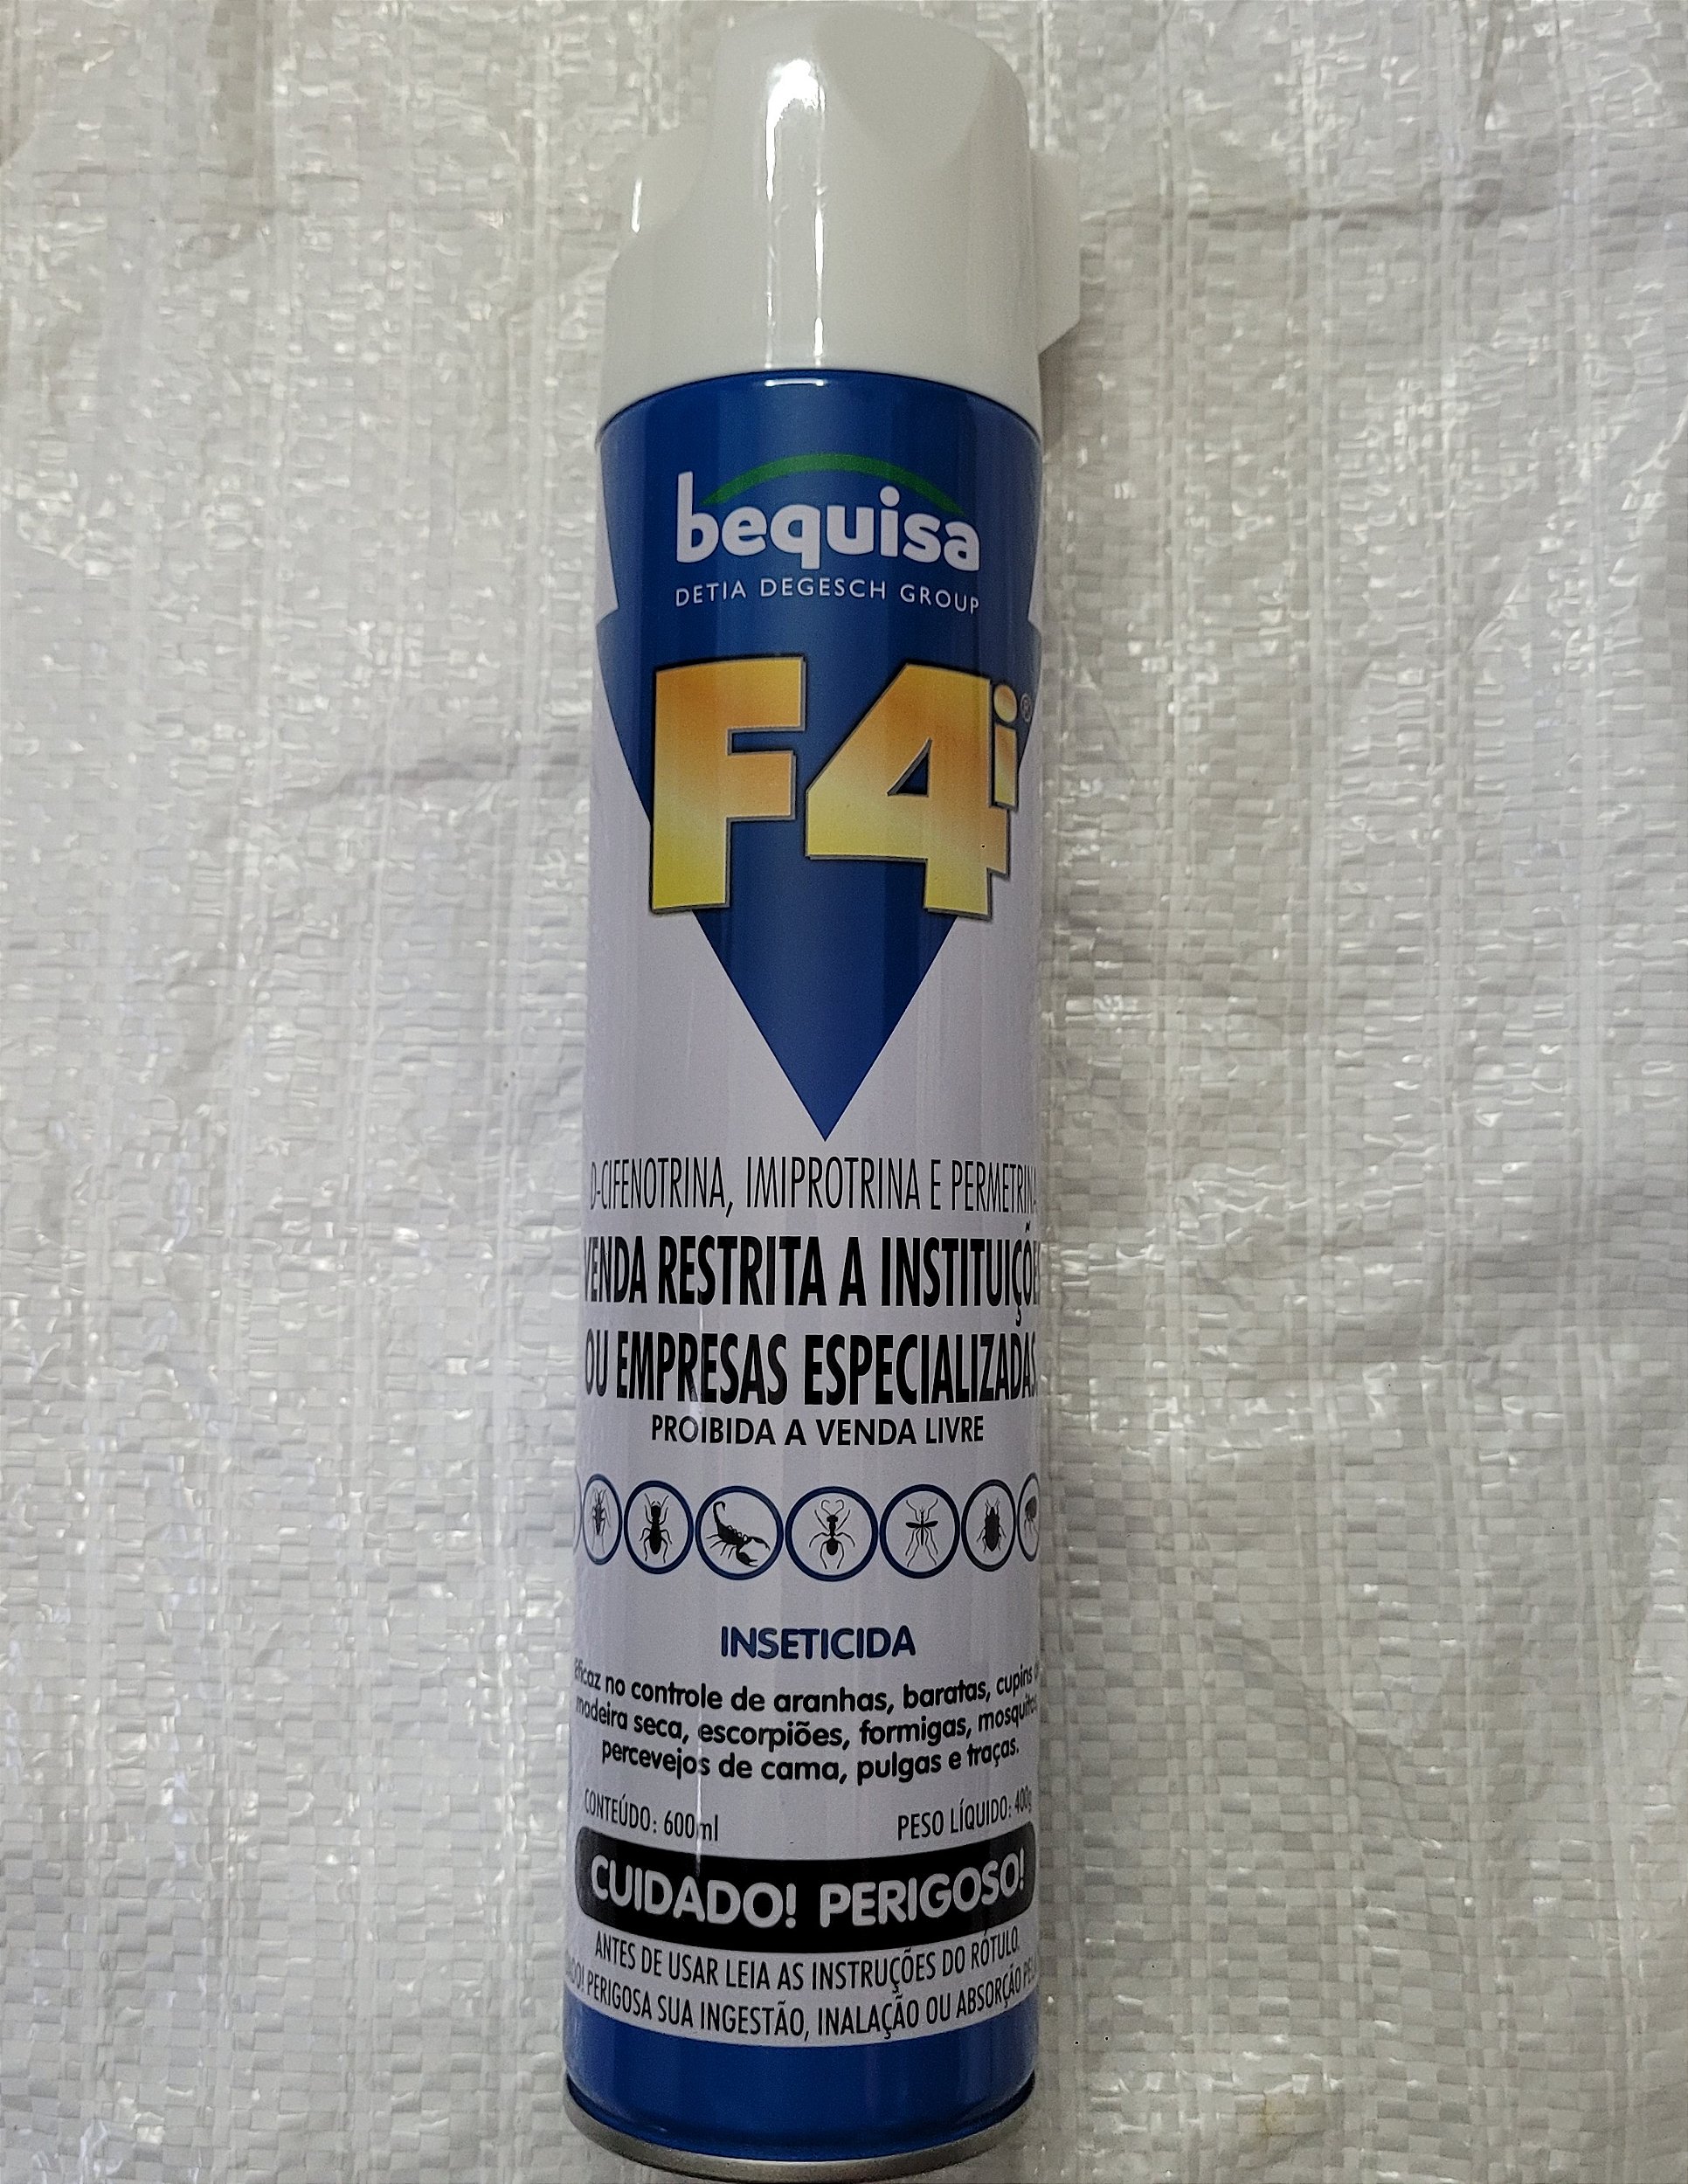 bequisa
DETIA DEGESCH GROUP
F4i®
D-CIFENOTRINA, IMIPROTRINA E PERMETRINA
VENDA RESTRITA A INSTITUIÇÕES
OU EMPRESAS ESPECIALIZADAS
PROIBIDA A VENDA LIVRE
INSETICIDA
eficaz no controle de aranhas, baratas, cupins
madeira seca, escorpiões, formigas, mosquitos,
percevejos de cama, pulgas e traças.
CONTEÚDO: 600ml PESO LÍQUIDO: 400g
CUIDADO! PERIGOSO!
ANTES DE USAR LEIA AS INSTRUÇÕES DO RÓTULO.
PERIGOSA SUA INGESTÃO, INALAÇÃO OU ABSORÇÃO